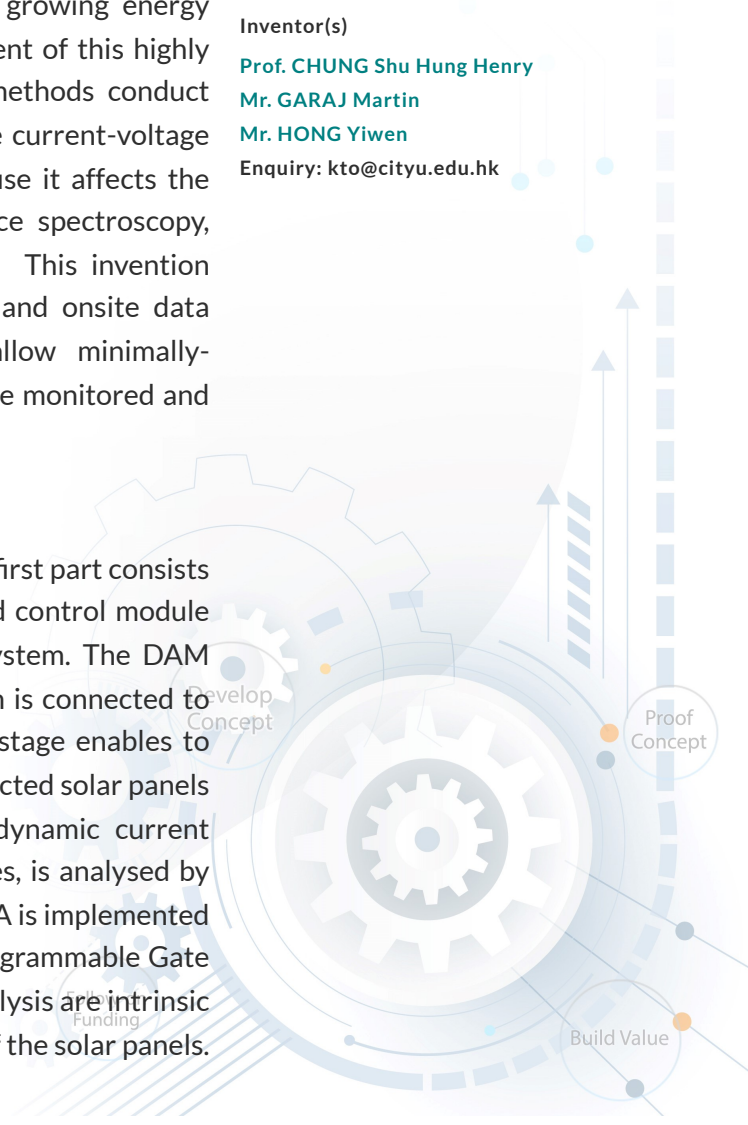 growing energy
ent of this highly
methods conduct
e current-voltage
use it affects the
ce spectroscopy,
This invention
and onsite data
allow minimally-
e monitored and
first part consists
d control module
ystem. The DAM
n is connected to
stage enables to
cted solar panels
dynamic current
es, is analysed by
A is implemented
grammable Gate
lysis are intrinsic
f the solar panels.
Inventor(s)
Prof. CHUNG Shu Hung Henry
Mr. GARAJ Martin
Mr. HONG Yiwen
Enquiry: kto@cityu.edu.hk
Develop
Concept
Proof
Concept
Funding
Build Value